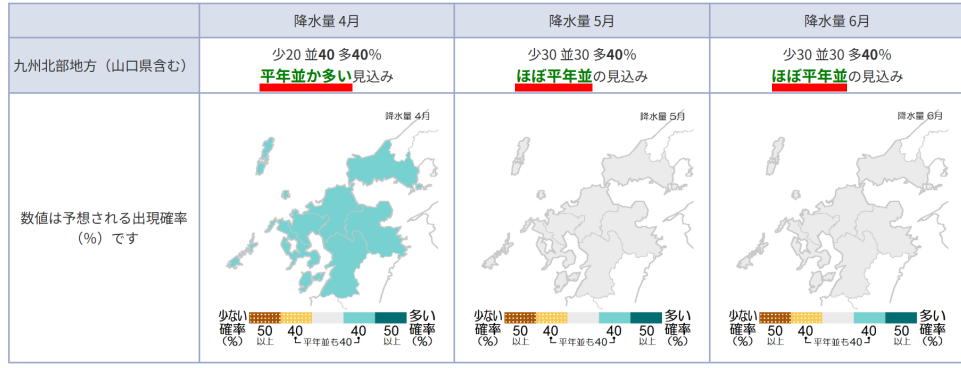 降水量 4月
降水量 5月
降水量 6月
九州北部地方（山口県含む）
少20 並40 多40%
平年並か多い見込み
少30 並30 多40%
ほぼ平年並の見込み
少30 並30 多40%
ほぼ平年並の見込み
数値は予想される出現確率
（%）です
降水量 4月
少ない
確率
(%)
50
以上
40
平年並も40
40
50
以上
多い
確率
(%)
降水量 5月
少ない
確率
(%)
50
以上
40
平年並も40
40
50
以上
多い
確率
(%)
降水量 6月
少ない
確率
(%)
50
以上
40
平年並も40
40
50
以上
多い
確率
(%)